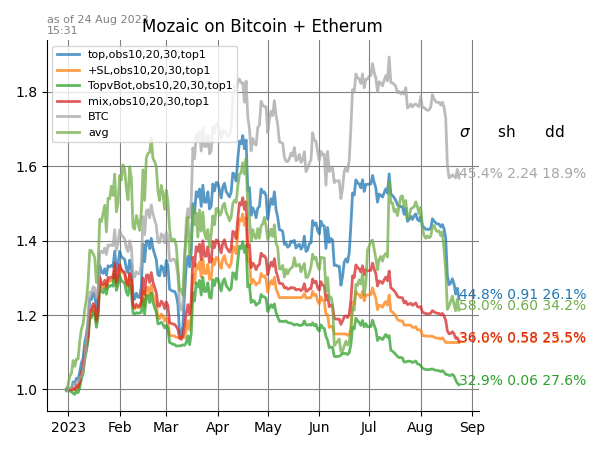 as of 24 Aug 2023
15:31
Mozaic on Bitcoin + Etherum
top,obs10,20,30,top1
+SL,obs10,20,30,top1
TopvBot,obs10,20,30,top1
mix,obs10,20,30,top1
BTC
avg
σ sh dd
45.4% 2.24 18.9%
44.8% 0.91 26.1%
58.0% 0.60 34.2%
36.0% 0.58 25.5%
32.9% 0.06 27.6%
1.8
1.6
1.4
1.2
1.0
2023 Feb Mar Apr May Jun Jul Aug Sep